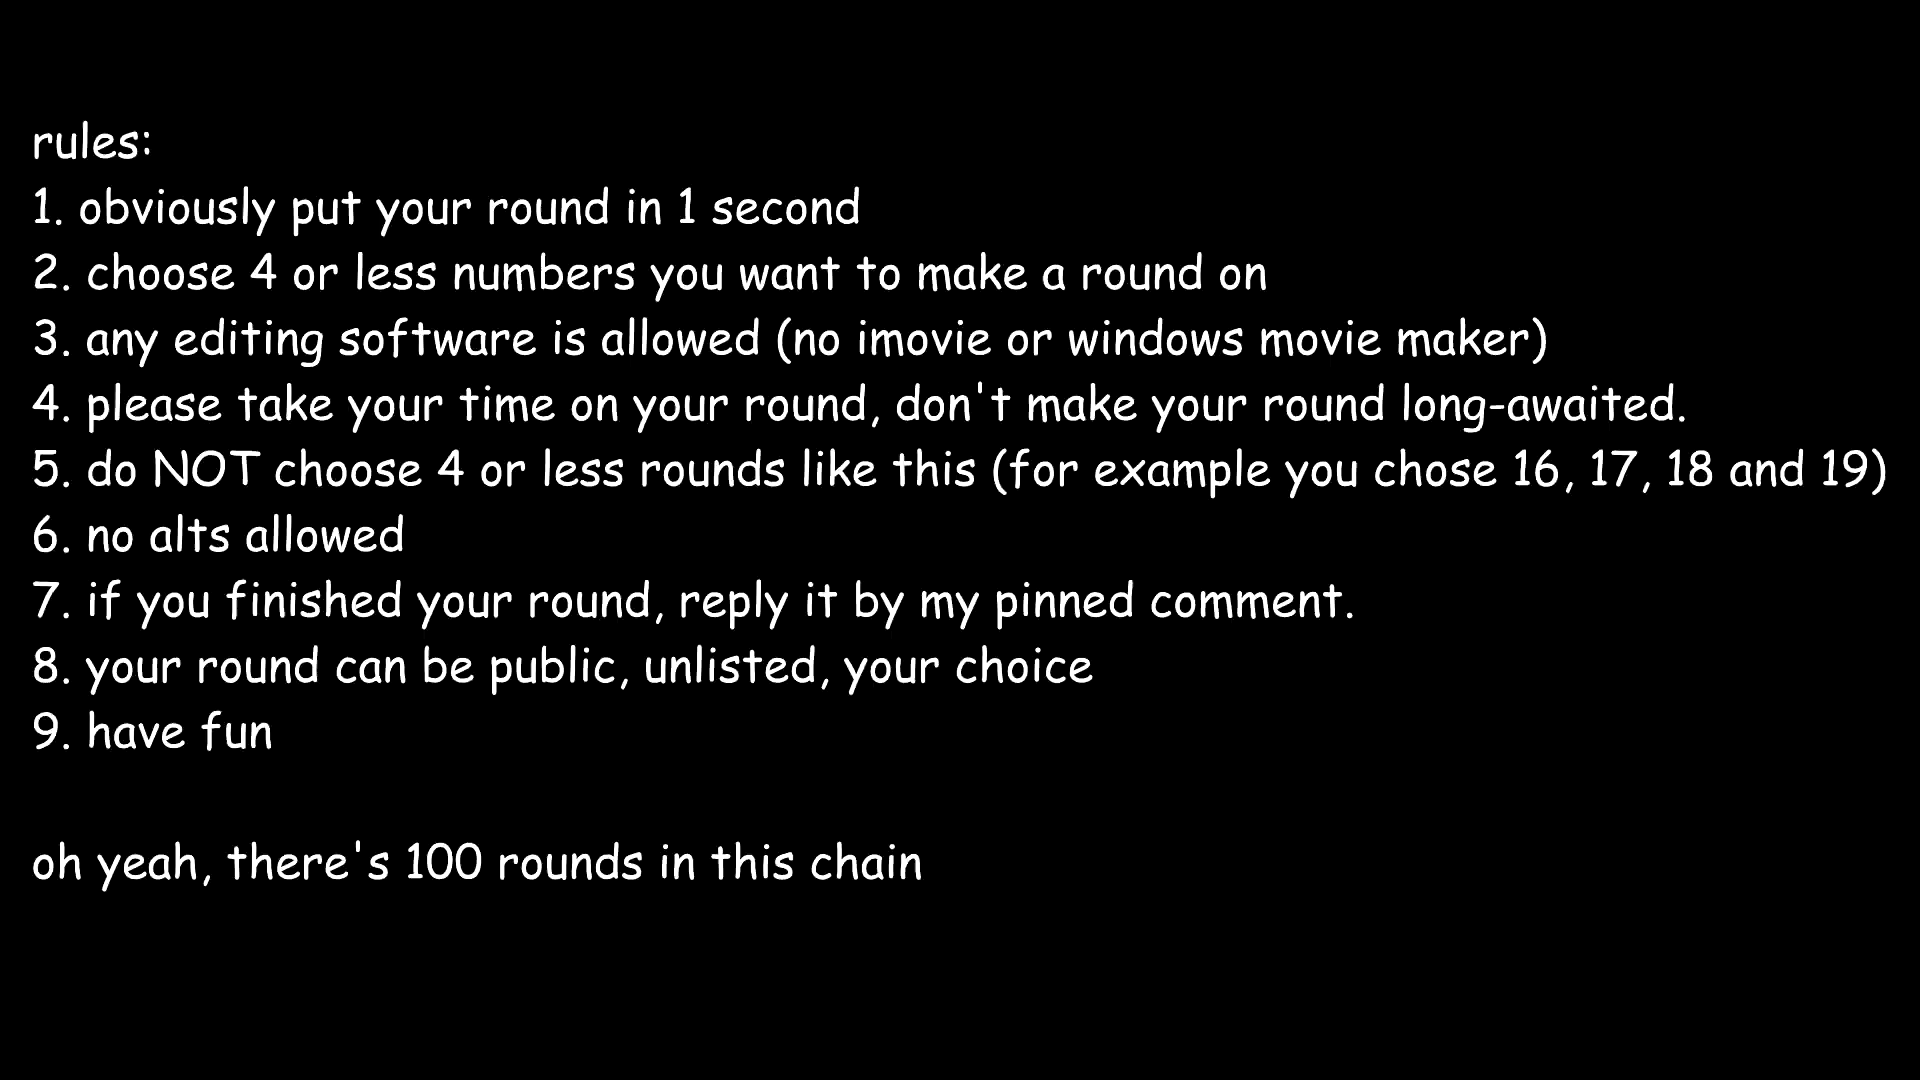 rules:
1. obviously put your round in 1 second
2. choose 4 or less numbers you want to make a round on
3. any editing software is allowed (no imovie or windows movie maker)
4. please take your time on your round, don't make your round long-awaited.
5. do NOT choose 4 or less rounds like this (for example you chose 16, 17, 18 and 19)
6. no alts allowed
7. if you finished your round, reply it by my pinned comment.
8. your round can be public, unlisted, your choice
9. have fun
oh yeah, there's 100 rounds in this chain